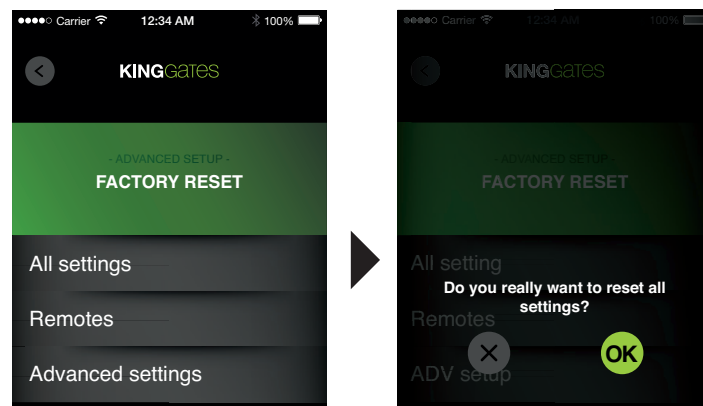 Carrier 12:34 AM 100%
KINGGaTes
- ADVANCED SETUP -
FACTORY RESET
All settings
Remotes
Advanced settings
Carrier 12:34 AM 100%
KINGGaTes
- ADVANCED SETUP -
FACTORY RESET
All setting
Do you really want to reset all
settings?
Remotes
OK
ADV setup